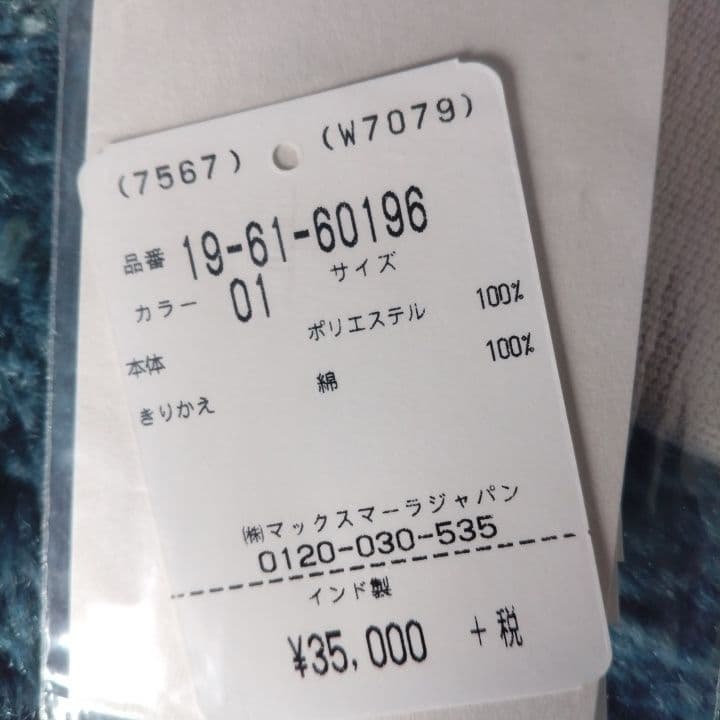 (7567) (W7079)
品番 19-61-60196
カラー 01 サイズ
本体 ポリエステル 100%
きりかえ 綿 100%
㈱マックスマーラジャパン
0120-030-535
インド製
¥35,000 +税